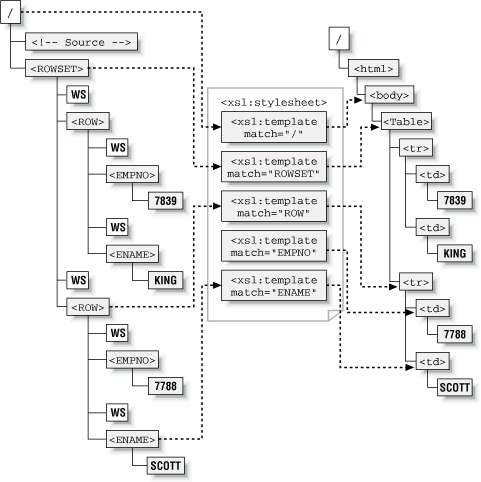 /
<!-- Source -->
<ROWSET>
WS
<ROW>
WS
<EMPNO>
7839
WS
<ENAME>
KING
WS
<ROW>
WS
<EMPNO>
7788
WS
<ENAME>
SCOTT
<xsl:stylesheet>
<xsl:template
match="/"
<xsl:template
match="ROWSET"
<xsl:template
match="ROW"
<xsl:template
match="EMPNO"
<xsl:template
match="ENAME"
/
<html>
<body>
<Table>
<tr>
<td>
7839
<td>
KING
<tr>
<td>
7788
<td>
SCOTT